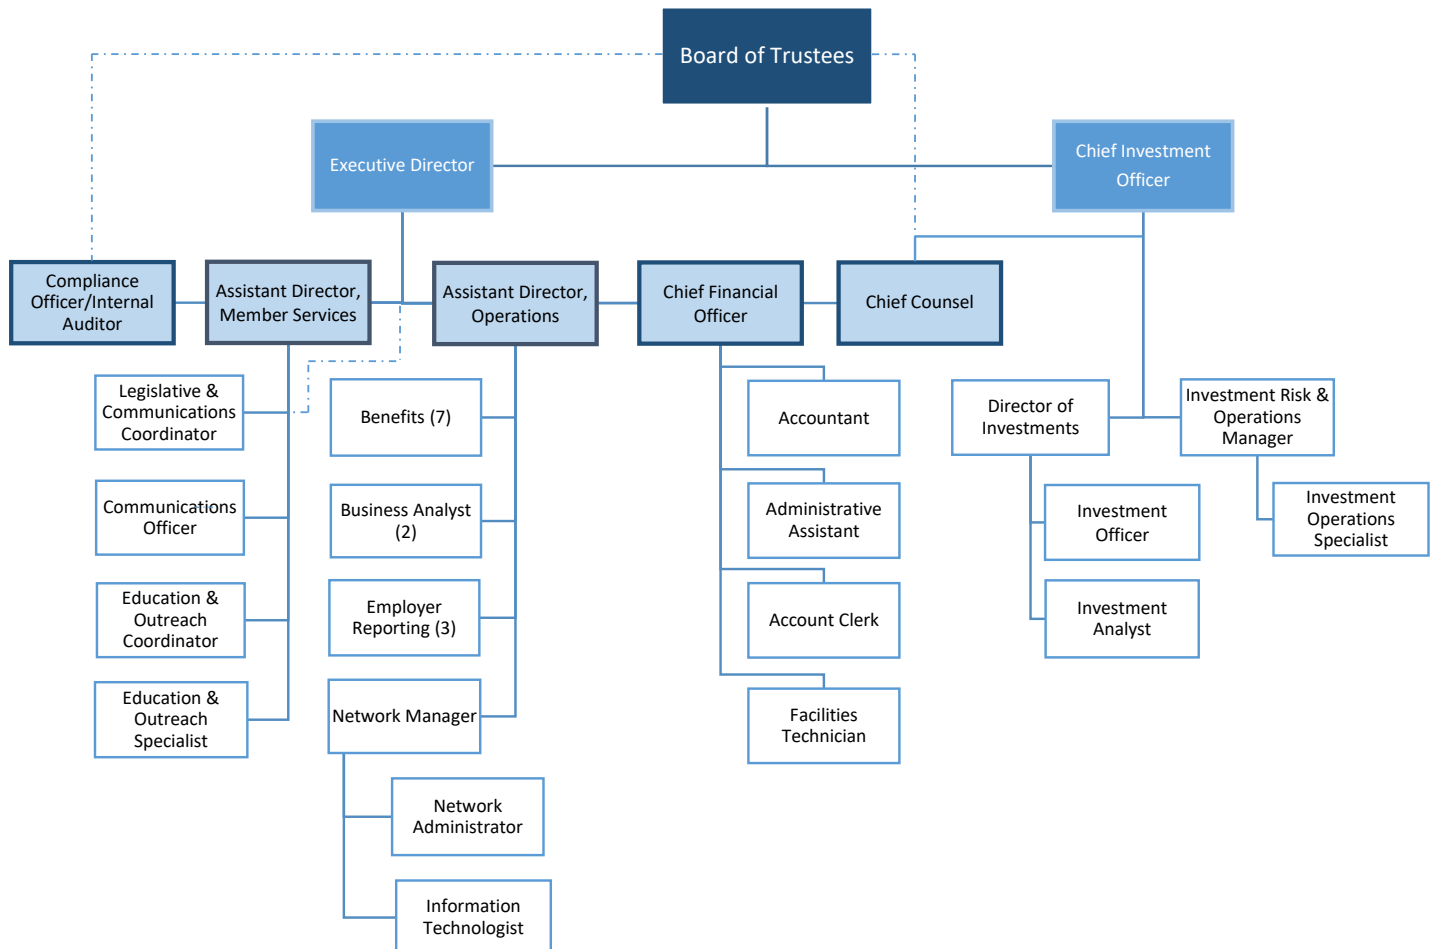 Board of Trustees
Executive Director
Chief Investment
Officer
Compliance
Officer/Internal
Auditor
Assistant Director,
Member Services
Assistant Director,
Operations
Chief Financial
Officer
Chief Counsel
Legislative &
Communications
Coordinator
Communications
Officer
Education &
Outreach
Coordinator
Education &
Outreach
Specialist
Benefits (7)
Business Analyst
(2)
Employer
Reporting (3)
Network Manager
Network
Administrator
Information
Technologist
Accountant
Administrative
Assistant
Account Clerk
Facilities
Technician
Director of
Investments
Investment
Officer
Investment
Analyst
Investment Risk &
Operations
Manager
Investment
Operations
Specialist